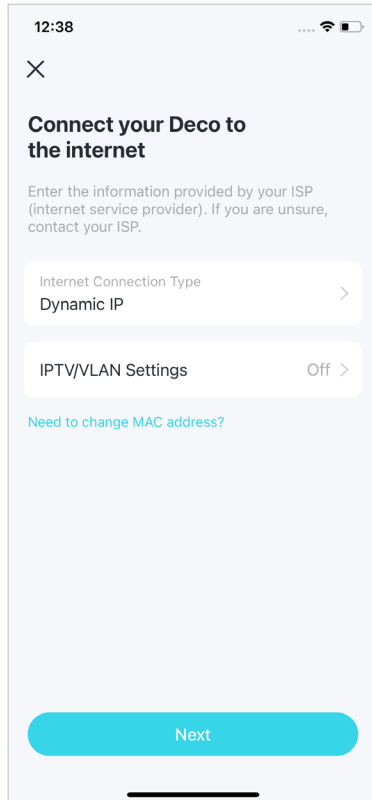 12:38
Connect your Deco to
the internet
Enter the information provided by your ISP
(internet service provider). If you are unsure,
contact your ISP.
Internet Connection Type
Dynamic IP
IPTV/VLAN Settings Off
Need to change MAC address?
Next